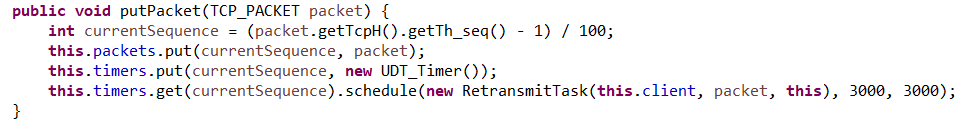 public void putPacket(TCP_PACKET packet) {
    int currentSequence = (packet.getTcpH().getTh_seq() - 1) / 100;
    this.packets.put(currentSequence, packet);
    this.timers.put(currentSequence, new UDT_Timer());
    this.timers.get(currentSequence).schedule(new RetransmitTask(this.client, packet, this), 3000, 3000);
}